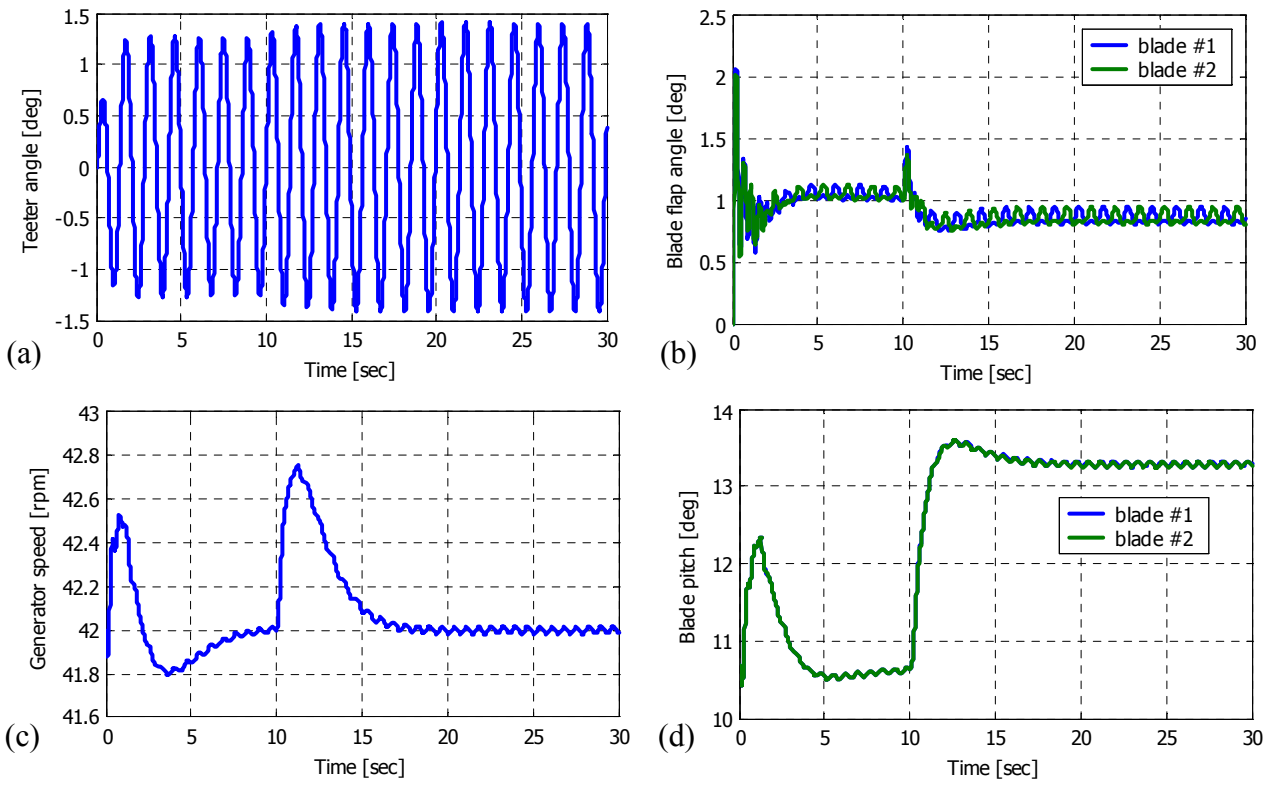 1.5
1
0.5
0
-0.5
-1
-1.5
0 5 10 15 20 25 30
Teeter angle [deg]
Time [sec]
(a)
2.5
2
1.5
1
0.5
0
0 5 10 15 20 25 30
Blade flap angle [deg]
Time [sec]
blade #1
blade #2
(b)
43
42.8
42.6
42.4
42.2
42
41.8
41.6
0 5 10 15 20 25 30
Generator speed [rpm]
Time [sec]
(c)
14
13
12
11
10
0 5 10 15 20 25 30
Blade pitch [deg]
Time [sec]
blade #1
blade #2
(d)